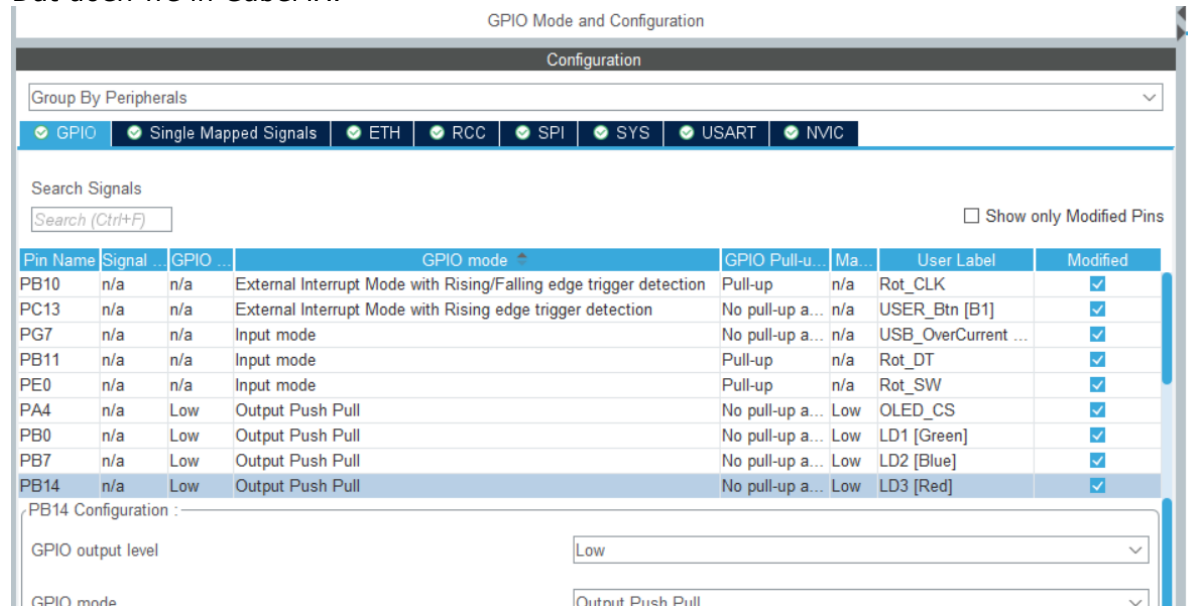 GPIO Mode and Configuration
Configuration
Group By Peripherals
GPIO Single Mapped Signals ETH RCC SPI SYS USART NVIC
Search Signals
Search (Ctrl+F)
Show only Modified Pins
Pin Name Signal ... GPIO ... GPIO mode GPIO Pull-u... Ma... User Label Modified
PB10 n/a n/a External Interrupt Mode with Rising/Falling edge trigger detection Pull-up n/a Rot_CLK
PC13 n/a n/a External Interrupt Mode with Rising edge trigger detection No pull-up a... n/a USER_Btn [B1]
PG7 n/a n/a Input mode No pull-up a... n/a USB_OverCurrent ...
PB11 n/a n/a Input mode Pull-up n/a Rot_DT
PE0 n/a n/a Input mode Pull-up n/a Rot_SW
PA4 n/a Low Output Push Pull No pull-up a... Low OLED_CS
PB0 n/a Low Output Push Pull No pull-up a... Low LD1 [Green]
PB7 n/a Low Output Push Pull No pull-up a... Low LD2 [Blue]
PB14 n/a Low Output Push Pull No pull-up a... Low LD3 [Red]
PB14 Configuration :
GPIO output level Low
GPIO mode Output Push Pull